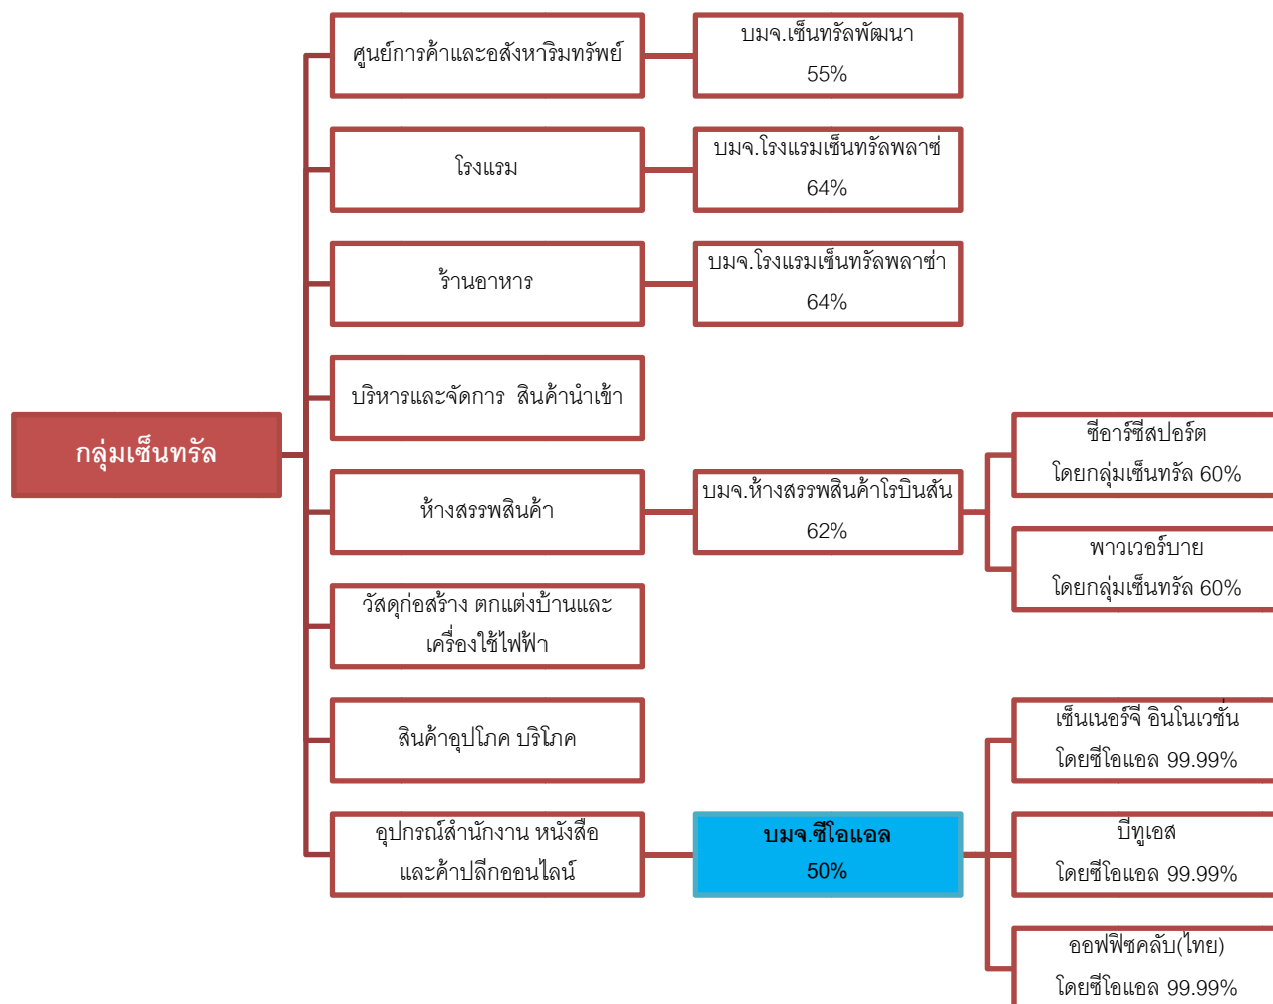 ศูนย์การค้าและอสังหาริมทรัพย์
บมจ.เซ็นทรัลพัฒนา
55%
โรงแรม
บมจ.โรงแรมเซ็นทรัลพลาซ่
64%
ร้านอาหาร
บมจ.โรงแรมเซ็นทรัลพลาซ่า
64%
บริหารและจัดการ สินค้านำเข้า
กลุ่มเซ็นทรัล
ห้างสรรพสินค้า
บมจ.ห้างสรรพสินค้าโรบินสัน
62%
ซีอาร์ซีสปอร์ต
โดยกลุ่มเซ็นทรัล 60%
พาวเวอร์บาย
โดยกลุ่มเซ็นทรัล 60%
วัสดุก่อสร้าง ตกแต่งบ้านและ
เครื่องใช้ไฟฟ้า
สินค้าอุปโภค บริโภค
อุปกรณ์สำนักงาน หนังสือ
และค้าปลีกออนไลน์
บมจ.ซีโอแอล
50%
เซ็นเนอร์จี อินโนเวชั่น
โดยซีโอแอล 99.99%
บีทูเอส
โดยซีโอแอล 99.99%
ออฟฟิซคลับ(ไทย)
โดยซีโอแอล 99.99%